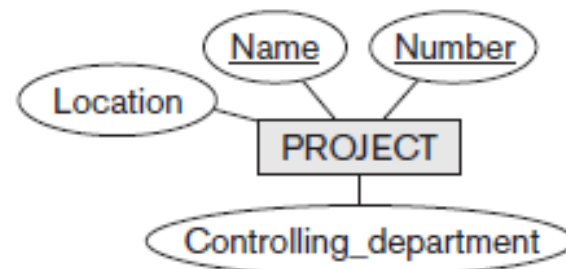 Name
Number
Location
PROJECT
Controlling_department